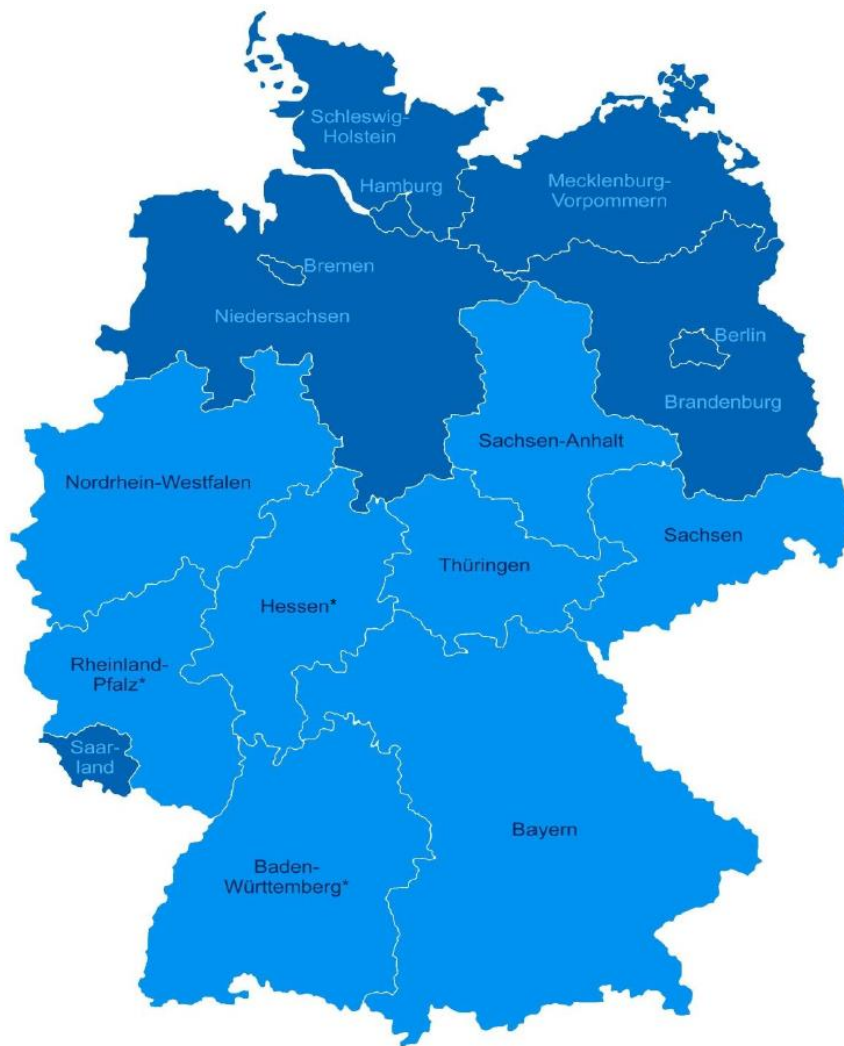 Schleswig-
Holstein
Hamburg
Mecklenburg-
Vorpommern
Bremen
Niedersachsen
Berlin
Brandenburg
Sachsen-Anhalt
Nordrhein-Westfalen
Sachsen
Thüringen
Hessen*
Rheinland-
Pfalz*
Saar-
land
Bayern
Baden-
Württemberg*